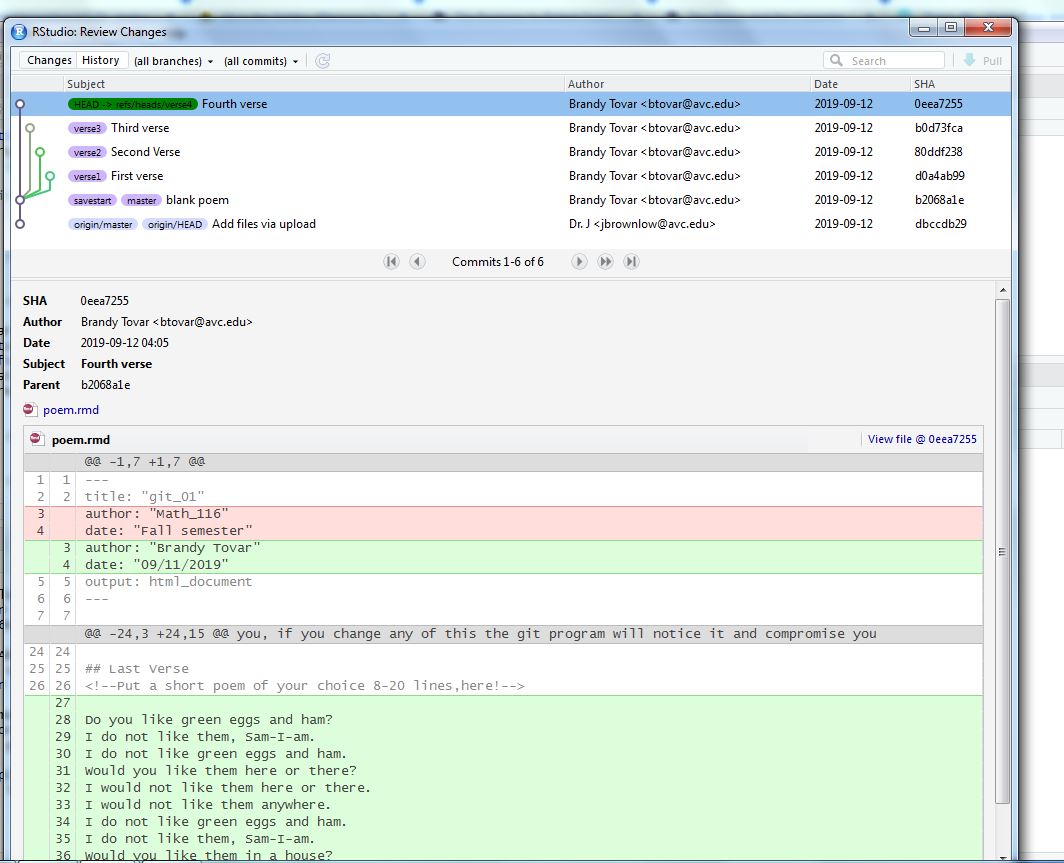 RStudio: Review Changes
Changes History (all branches) (all commits) Search Pull
Subject Author Date SHA
HEAD -> refs/heads/verse4 Fourth verse Brandy Tovar <btovar@avc.edu> 2019-09-12 0eea7255
verse3 Third verse Brandy Tovar <btovar@avc.edu> 2019-09-12 b0d73fca
verse2 Second Verse Brandy Tovar <btovar@avc.edu> 2019-09-12 80ddf238
verse1 First verse Brandy Tovar <btovar@avc.edu> 2019-09-12 d0a4ab99
savestart master blank poem Brandy Tovar <btovar@avc.edu> 2019-09-12 b2068a1e
origin/master origin/HEAD Add files via upload Dr. J <jbrownlow@avc.edu> 2019-09-12 dbccdb29
Commits 1-6 of 6
SHA 0eea7255
Author Brandy Tovar <btovar@avc.edu>
Date 2019-09-12 04:05
Subject Fourth verse
Parent b2068a1e
poem.rmd
poem.rmd View file @ 0eea7255
@@ -1,7 +1,7 @@
1 1 ---
2 2 title: "git_01"
3 author: "Math_116"
4 date: "Fall semester"
3 author: "Brandy Tovar"
4 date: "09/11/2019"
5 5 output: html_document
6 6 ---
7 7
@@ -24,3 +24,15 @@ you, if you change any of this the git program will notice it and compromise you
24 24
25 25 ## Last Verse
26 26 <!--Put a short poem of your choice 8-20 lines,here!-->
27
28 Do you like green eggs and ham?
29 I do not like them, Sam-I-am.
30 I do not like green eggs and ham.
31 Would you like them here or there?
32 I would not like them here or there.
33 I would not like them anywhere.
34 I do not like green eggs and ham.
35 I do not like them, Sam-I-am.
36 Would you like them in a house?